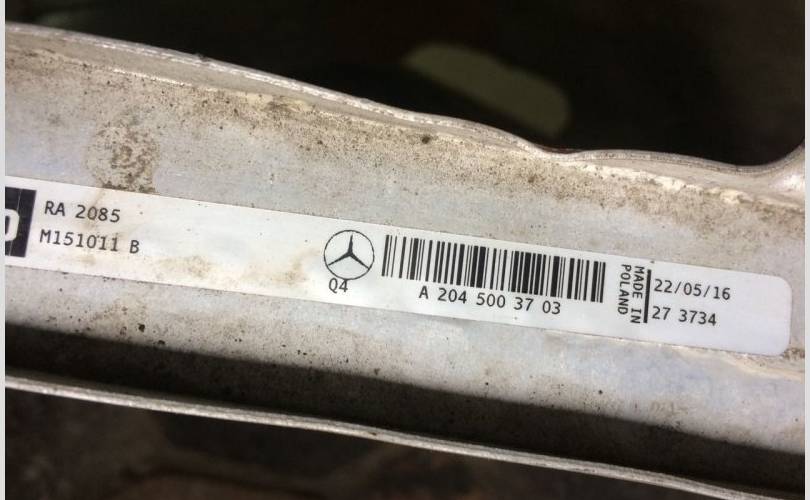 RA 2085
M151011 B
Q4
A 204 500 37 03
MADE IN
POLAND
22/05/16
27 3734